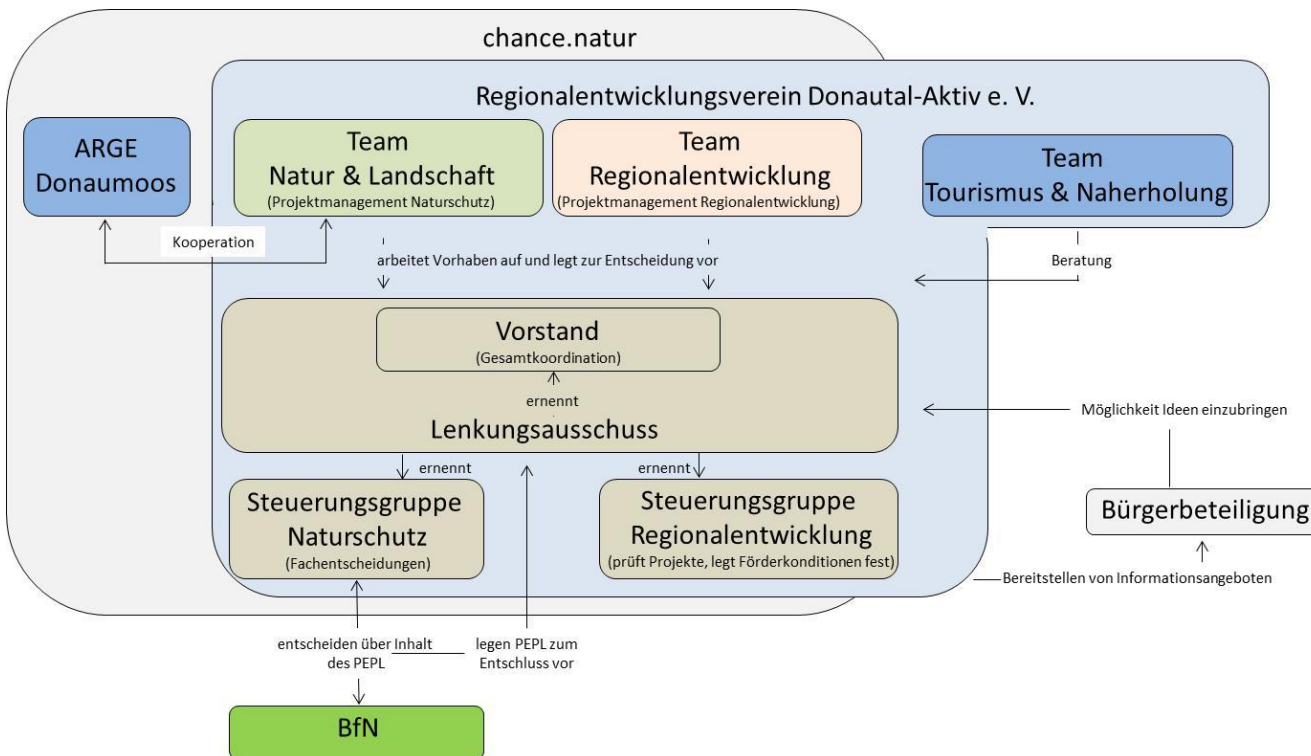 chance.natur
Regionalentwicklungsverein Donautal-Aktiv e. V.
ARGE
Donaumoos
Team
Natur & Landschaft
(Projektmanagement Naturschutz)
Team
Regionalentwicklung
(Projektmanagement Regionalentwicklung)
Team
Tourismus & Naherholung
Kooperation
arbeitet Vorhaben auf und legt zur Entscheidung vor
Beratung
Vorstand
(Gesamtkoordination)
ernennt
Lenkungsausschuss
Möglichkeit Ideen einzubringen
ernennt
ernennt
Steuerungsgruppe
Naturschutz
(Fachentscheidungen)
Steuerungsgruppe
Regionalentwicklung
(prüft Projekte, legt Förderkonditionen fest)
Bürgerbeteiligung
Bereitstellen von Informationsangeboten
entscheiden über Inhalt
des PEPL
legen PEPL zum
Entschluss vor
BfN